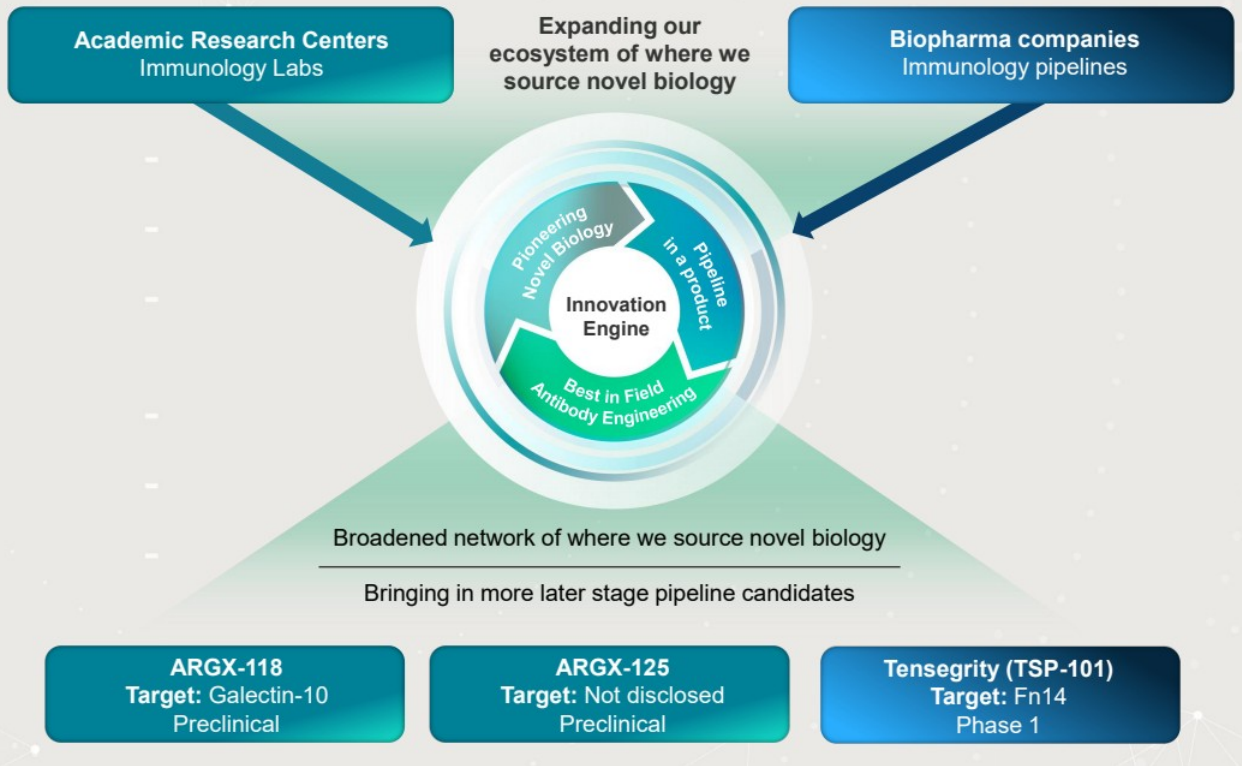 Academic Research Centers
Immunology Labs
Expanding our
ecosystem of where we
source novel biology
Biopharma companies
Immunology pipelines
Pioneering
Novel Biology
Pipeline
in a product
Innovation
Engine
Best in Field
Antibody Engineering
Broadened network of where we source novel biology
Bringing in more later stage pipeline candidates
ARGX-118
Target: Galectin-10
Preclinical
ARGX-125
Target: Not disclosed
Preclinical
Tensegrity (TSP-101)
Target: Fn14
Phase 1